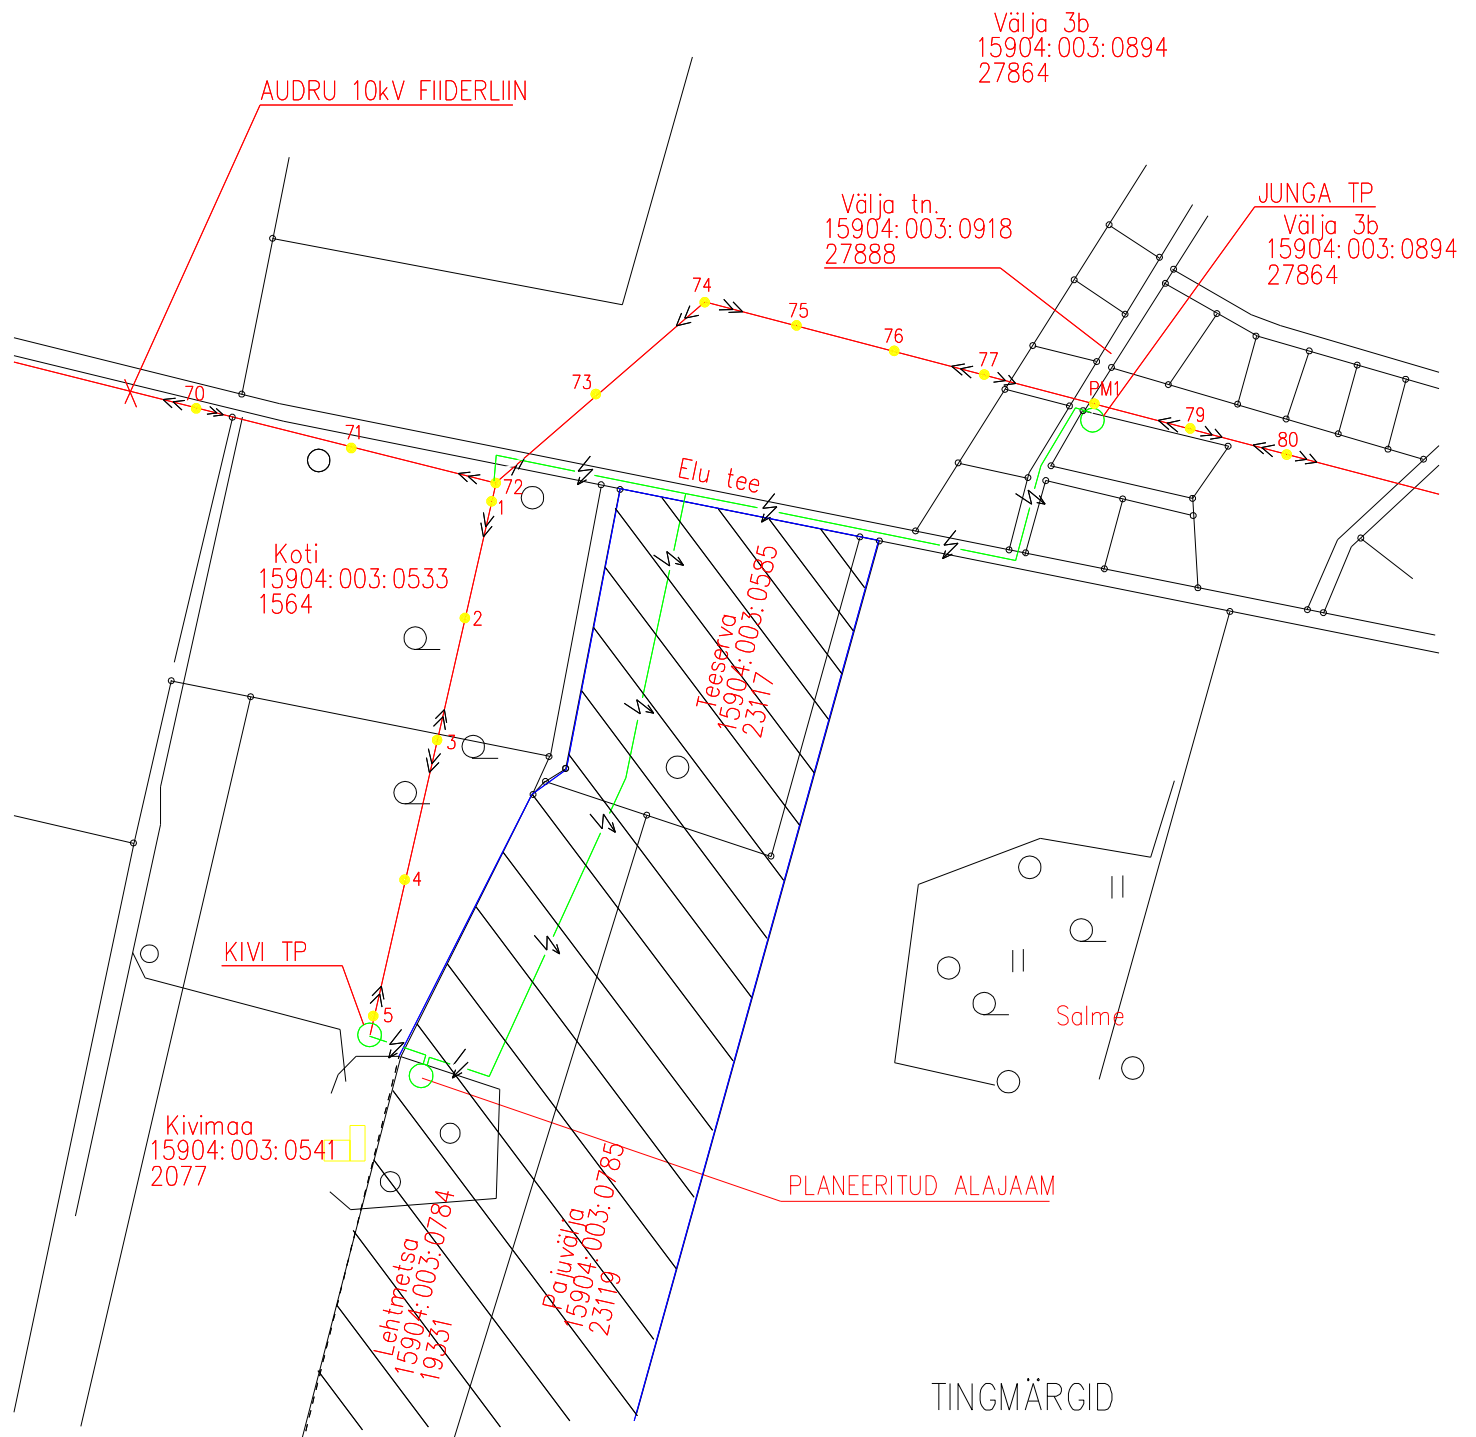 Välja 3b
15904:003:0894
27864
AUDRU 10kV FIIDERLIIN
Välja tn.
15904:003:0918
27888
JUNGA TP
Välja 3b
15904:003:0894
27864
74
75
76
77
PM1
79
80
73
70
71
72
1
Elu tee
Koti
15904:003:0533
1564
2
Teeserva
15904:003:0585
23117
3
4
KIVI TP
5
Salme
Kivimaa
15904:003:0541
2077
PLANEERITUD ALAJAAM
Lehtmetsa
15904:003:0784
19331
Pajuvälja
15904:003:0785
23119
TINGMÄRGID